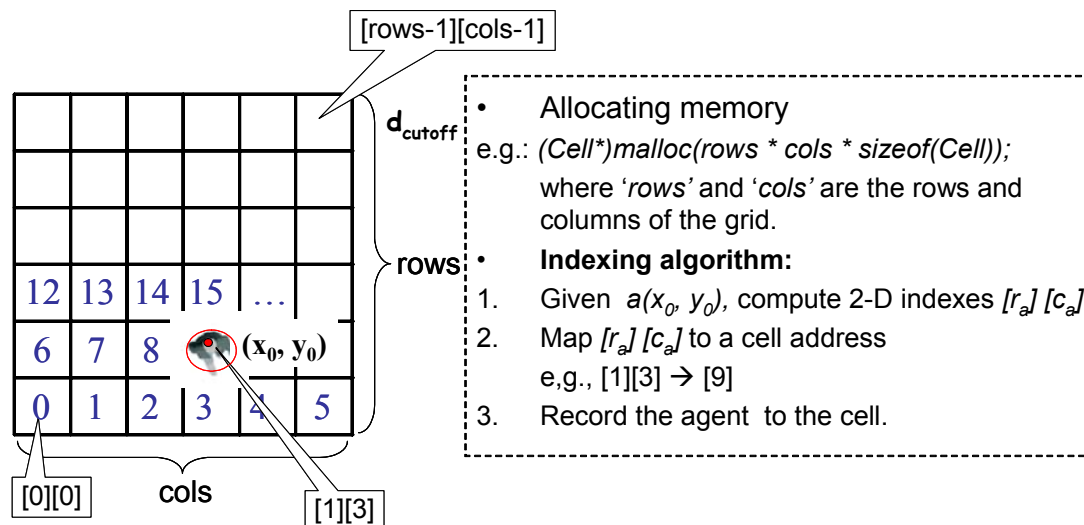 [rows-1][cols-1]
d_cutoff
rows
12 13 14 15 ...
6 7 8 (x₀, y₀)
0 1 2 3 4 5
cols
[0][0]
[1][3]
• Allocating memory
e.g.: (Cell*)malloc(rows * cols * sizeof(Cell));
where ‘rows’ and ‘cols’ are the rows and
columns of the grid.
• Indexing algorithm:
1. Given a(x₀, y₀), compute 2-D indexes [rₐ] [cₐ]
2. Map [rₐ] [cₐ] to a cell address
e,g., [1][3] → [9]
3. Record the agent to the cell.